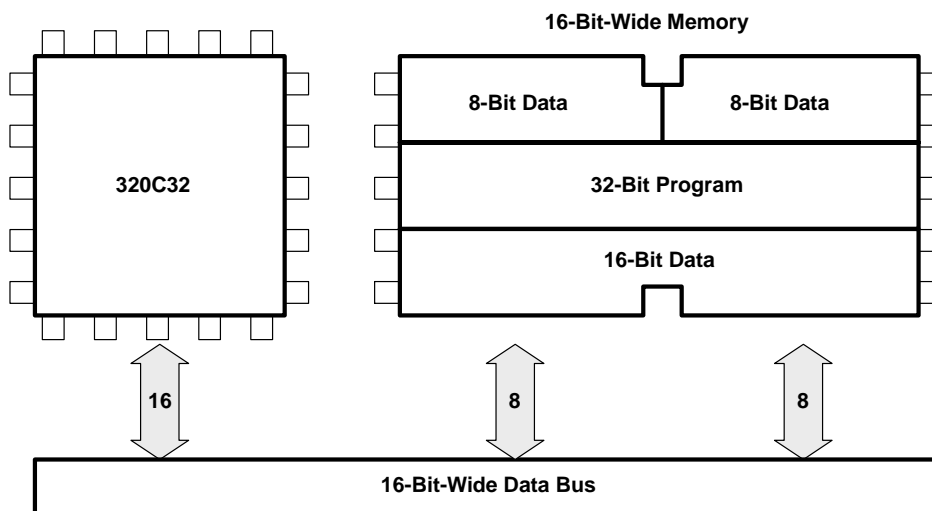 16-Bit-Wide Memory
8-Bit Data
8-Bit Data
320C32
32-Bit Program
16-Bit Data
16
8
8
16-Bit-Wide Data Bus